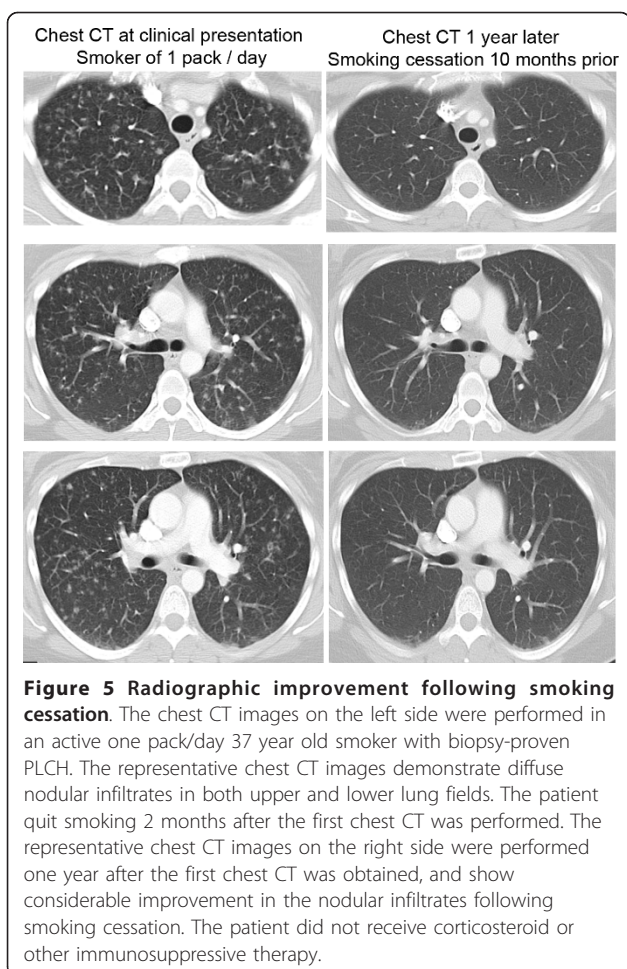 Chest CT at clinical presentation
Smoker of 1 pack / day
Chest CT 1 year later
Smoking cessation 10 months prior
Figure 5 Radiographic improvement following smoking
cessation. The chest CT images on the left side were performed in
an active one pack/day 37 year old smoker with biopsy-proven
PLCH. The representative chest CT images demonstrate diffuse
nodular infiltrates in both upper and lower lung fields. The patient
quit smoking 2 months after the first chest CT was performed. The
representative chest CT images on the right side were performed
one year after the first chest CT was obtained, and show
considerable improvement in the nodular infiltrates following
smoking cessation. The patient did not receive corticosteroid or
other immunosuppressive therapy.